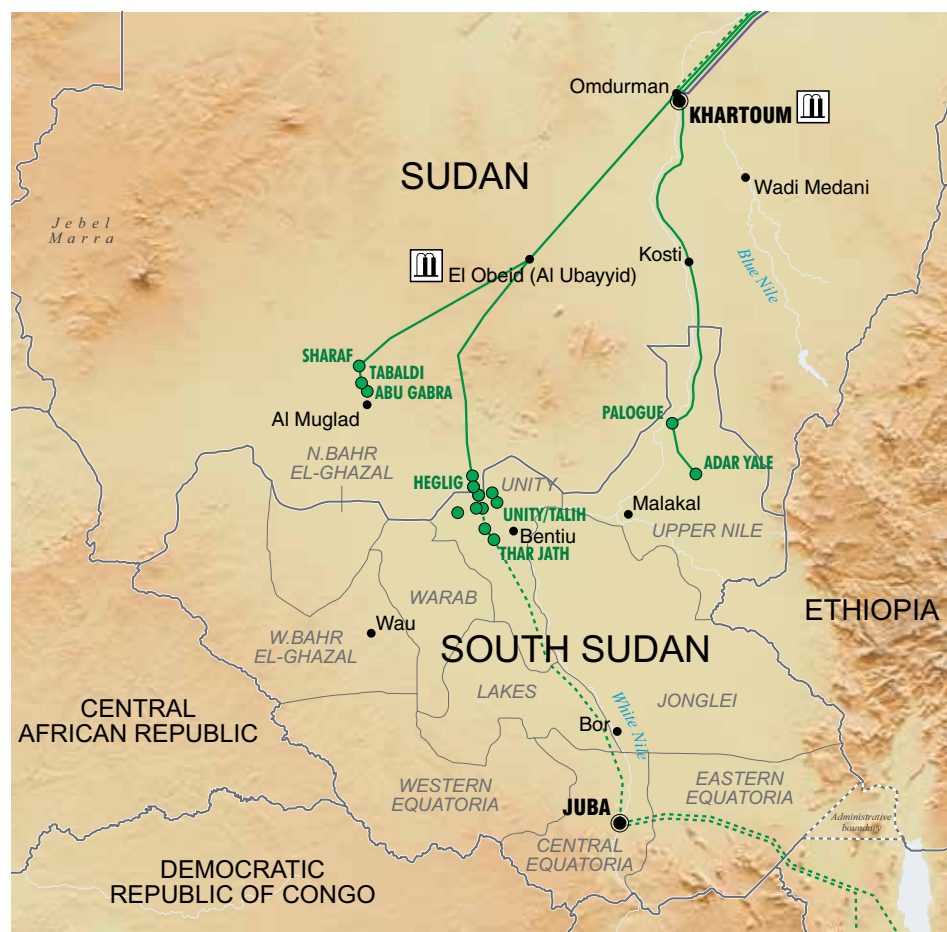 Omdurman
KHARTOUM
SUDAN
Wadi Medani
Jebel
Marra
Kosti
Blue Nile
El Obeid (Al Ubayyid)
SHARAF
TABALDI
ABU GABRA
Al Muglad
PALOGUE
N.BAHR
EL-GHAZAL
HEGLIG
UNITY
ADAR YALE
UNITY/TALIH
Malakal
Bentiu
UPPER NILE
THAR JATH
WARAB
ETHIOPIA
Wau
W.BAHR
EL-GHAZAL
SOUTH SUDAN
LAKES
JONGLEI
CENTRAL
AFRICAN REPUBLIC
White Nile
Bor
WESTERN
EQUATORIA
EASTERN
EQUATORIA
JUBA
Administrative
boundary
CENTRAL
EQUATORIA
DEMOCRATIC
REPUBLIC OF CONGO